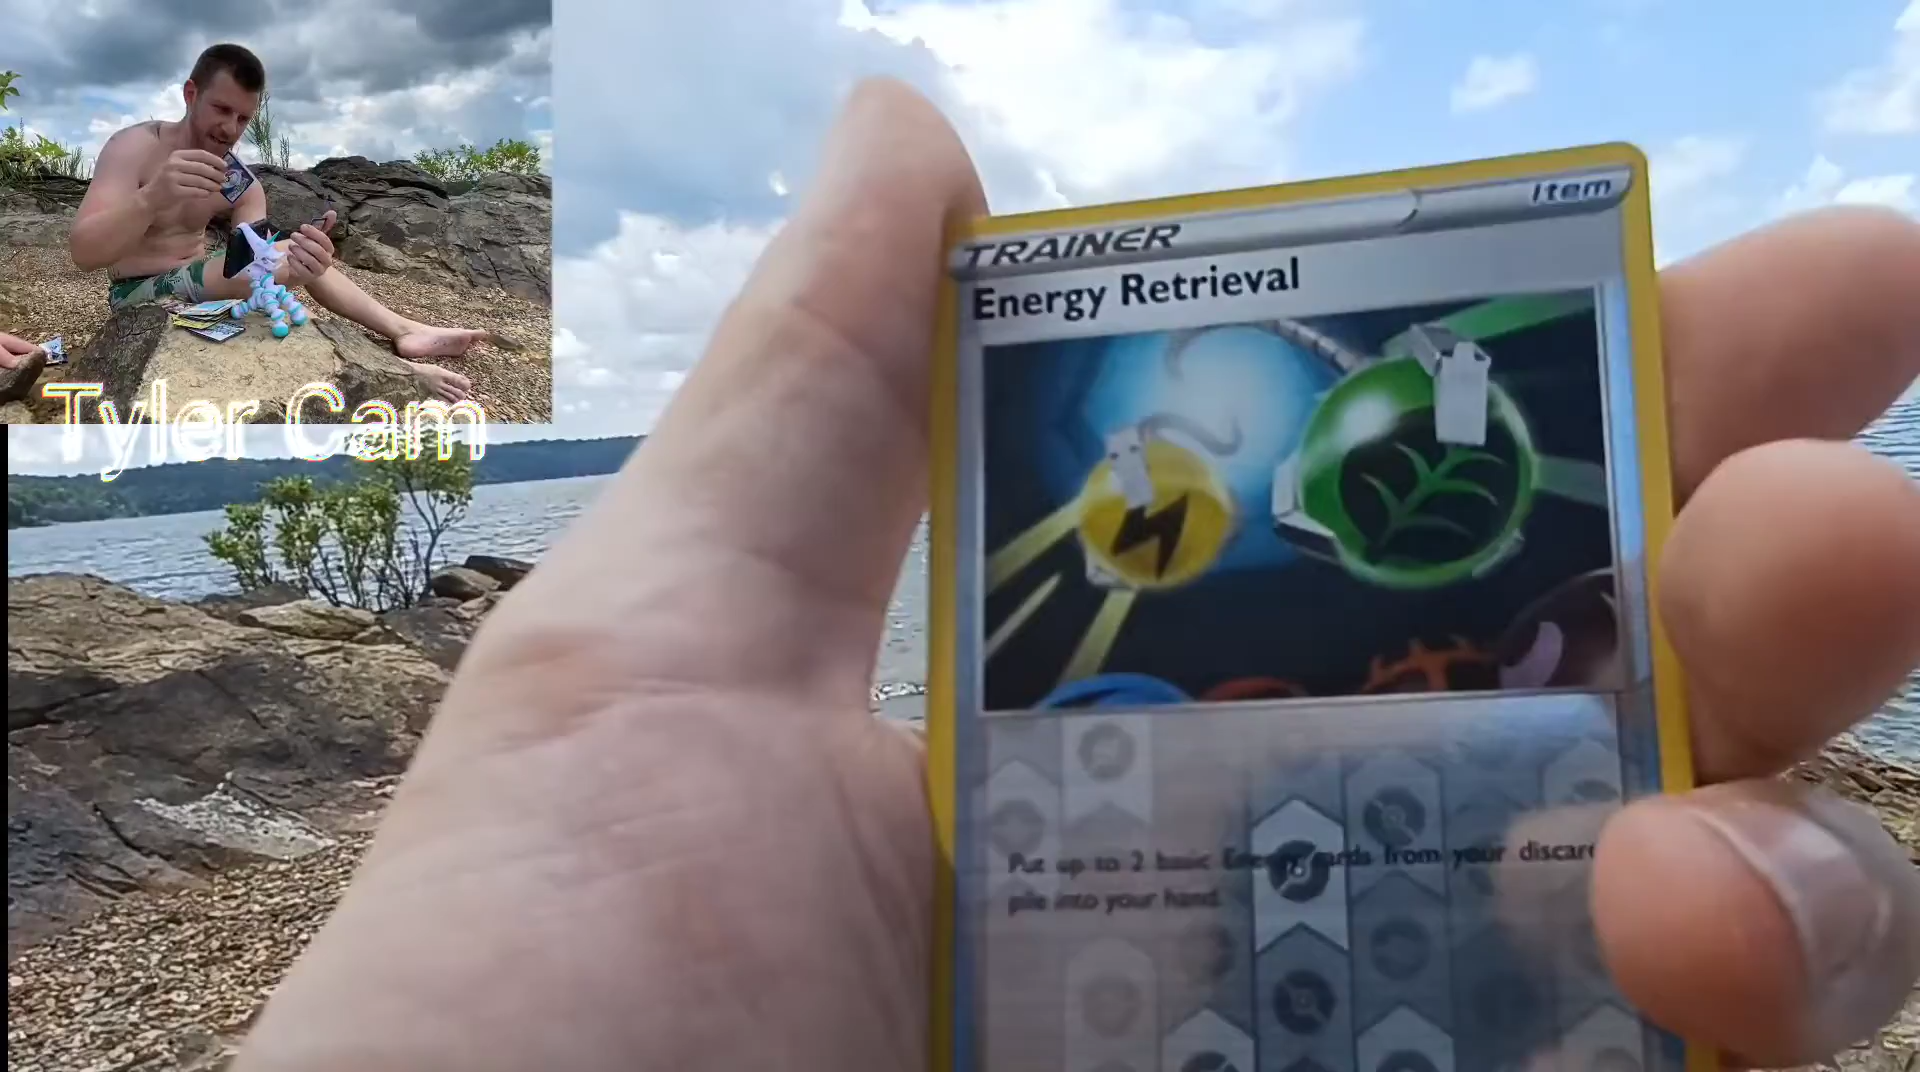 Tyler Cam
Item
TRAINER
Energy Retrieval
Put up to 2 basic Energy cards from your discard
pile into your hand.